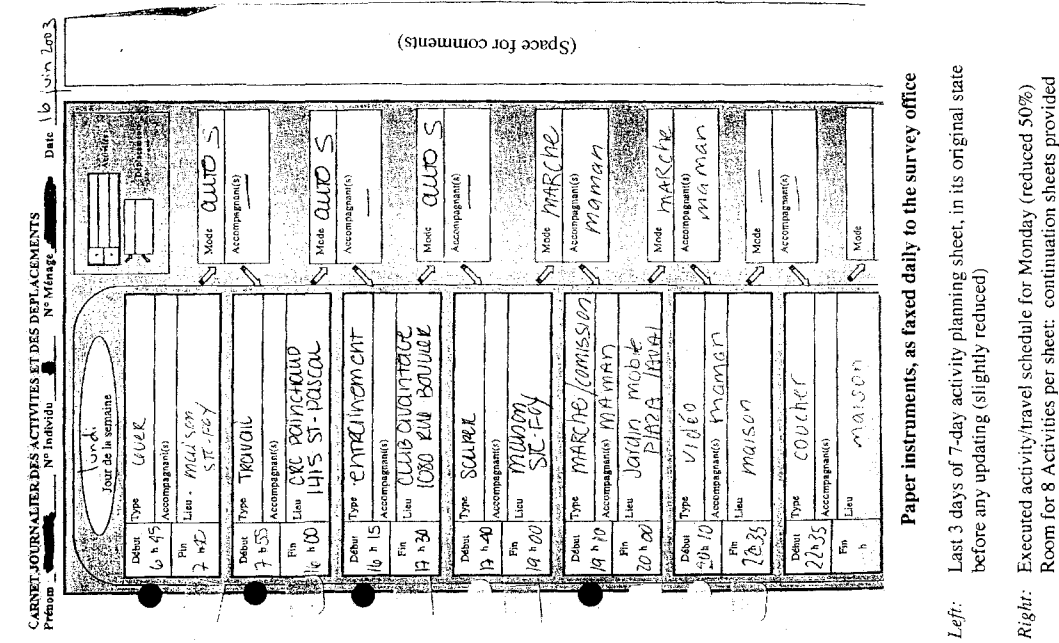 CARNET JOURNALIER DES ACTIVITES ET DES DEPLACEMENTS
Prénom N° Individu N° Ménage Date 16 juin 2003
lundi
Jour de la semaine
Activités
Déplacements
Début 6 h 45
Type Lever
Accompagnant(s)
Fin
Lieu maison
STE-FOY
Mode auto S
Accompagnant(s) —
Début 7 h 55
Type Travail
Accompagnant(s)
Fin 16 h 00
Lieu CRC
1415 ST-PASCAL
Mode auto S
Accompagnant(s) —
Début 16 h 15
Type entrainement
Accompagnant(s)
Fin 17 h 30
Lieu CLUB avantage
1080 RUE BOUVIER
Mode auto S
Accompagnant(s) —
Début 17 h 40
Type souper
Accompagnant(s)
Fin 19 h 00
Lieu maison
STE-FOY
Mode MARche
Accompagnant(s) maman
Début 19 h 10
Type MARche/comission
Accompagnant(s) MAMAN
Fin 20 h 00
Lieu Jardin mobile
PLAZA LAVAL
Mode MARche
Accompagnant(s) maman
Début 20 h 10
Type vidéo
Accompagnant(s) maman
Fin 22 h 35
Lieu maison
Mode —
Accompagnant(s) —
Début 22 h 35
Type coucher
Accompagnant(s)
Fin h
Lieu maison
Mode
(Space for comments)
Paper instruments, as faxed daily to the survey office
Left: Last 3 days of 7-day activity planning sheet, in its original state
before any updating (slightly reduced)
Right: Executed activity/travel schedule for Monday (reduced 50%)
Room for 8 Activities per sheet: continuation sheets provided